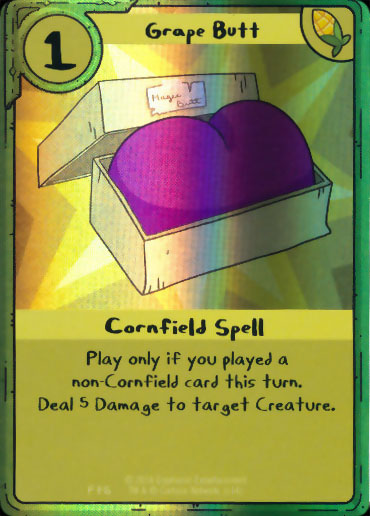 1
Grape Butt
Magic
Butt
Cornfield Spell
Play only if you played a
non-Cornfield card this turn.
Deal 5 Damage to target Creature.